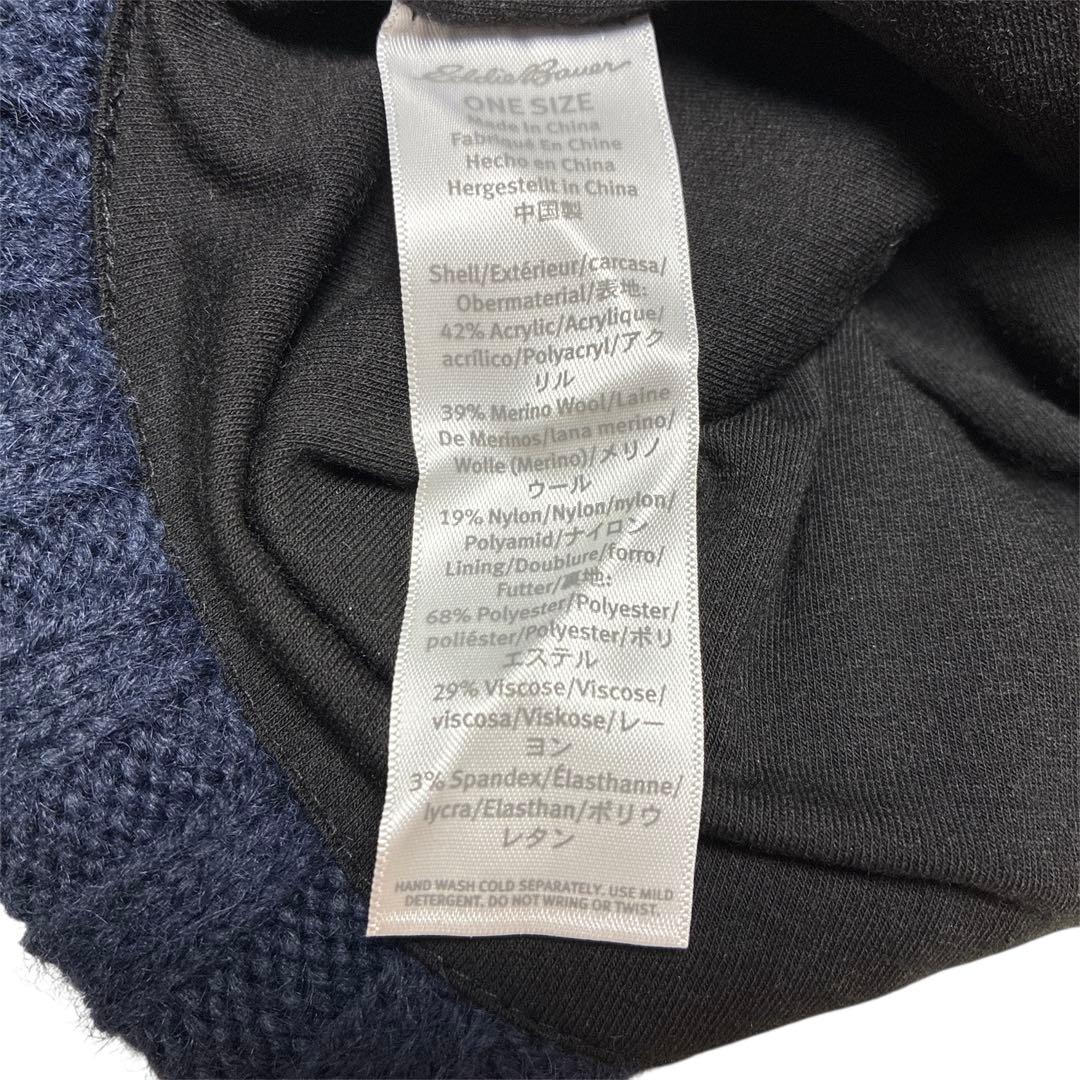 Eddie Bauer
ONE SIZE
Made In China
Fabriqué En Chine
Hecho en China
Hergestellt in China
中国製
Shell/Extérieur/carcasa/
Obermaterial/表地:
42% Acrylic/Acrylique/
acrílico/Polyacryl/アク
リル
39% Merino Wool/Laine
De Merinos/lana merino/
Wolle (Merino)/メリノ
ウール
19% Nylon/Nylon/nylon/
Polyamid/ナイロン
Lining/Doublure/forro/
Futter/裏地:
68% Polyester/Polyester/
poliéster/Polyester/ポリ
エステル
29% Viscose/Viscose/
viscosa/Viskose/レー
ヨン
3% Spandex/Élasthanne/
lycra/Elasthan/ポリウ
レタン
HAND WASH COLD SEPARATELY. USE MILD
DETERGENT. DO NOT WRING OR TWIST.